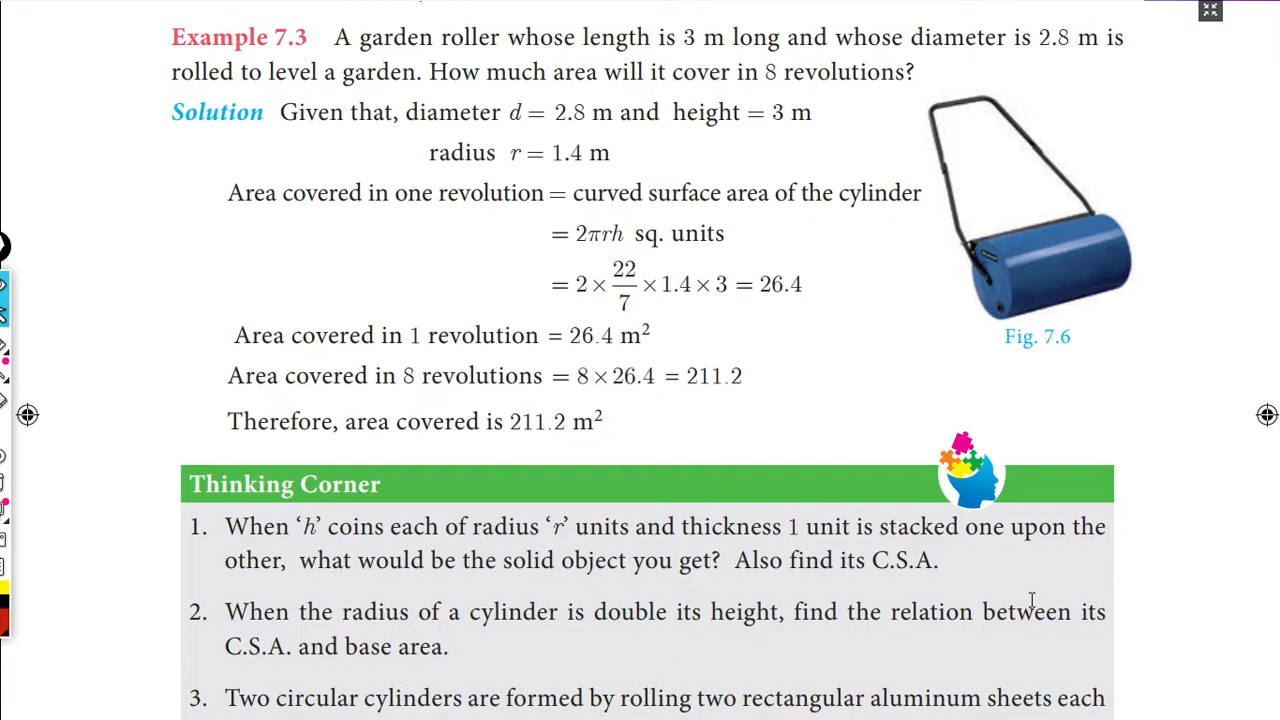 Example 7.3 A garden roller whose length is 3 m long and whose diameter is 2.8 m is
rolled to level a garden. How much area will it cover in 8 revolutions?
Solution Given that, diameter d = 2.8 m and height = 3 m
radius r = 1.4 m
Area covered in one revolution = curved surface area of the cylinder
= 2πrh sq. units
= 2 × 22/7 × 1.4 × 3 = 26.4
Area covered in 1 revolution = 26.4 m²
Area covered in 8 revolutions = 8 × 26.4 = 211.2
Therefore, area covered is 211.2 m²
Fig. 7.6
Thinking Corner
1. When ‘h’ coins each of radius ‘r’ units and thickness 1 unit is stacked one upon the
other, what would be the solid object you get? Also find its C.S.A.
2. When the radius of a cylinder is double its height, find the relation between its
C.S.A. and base area.
3. Two circular cylinders are formed by rolling two rectangular aluminum sheets each